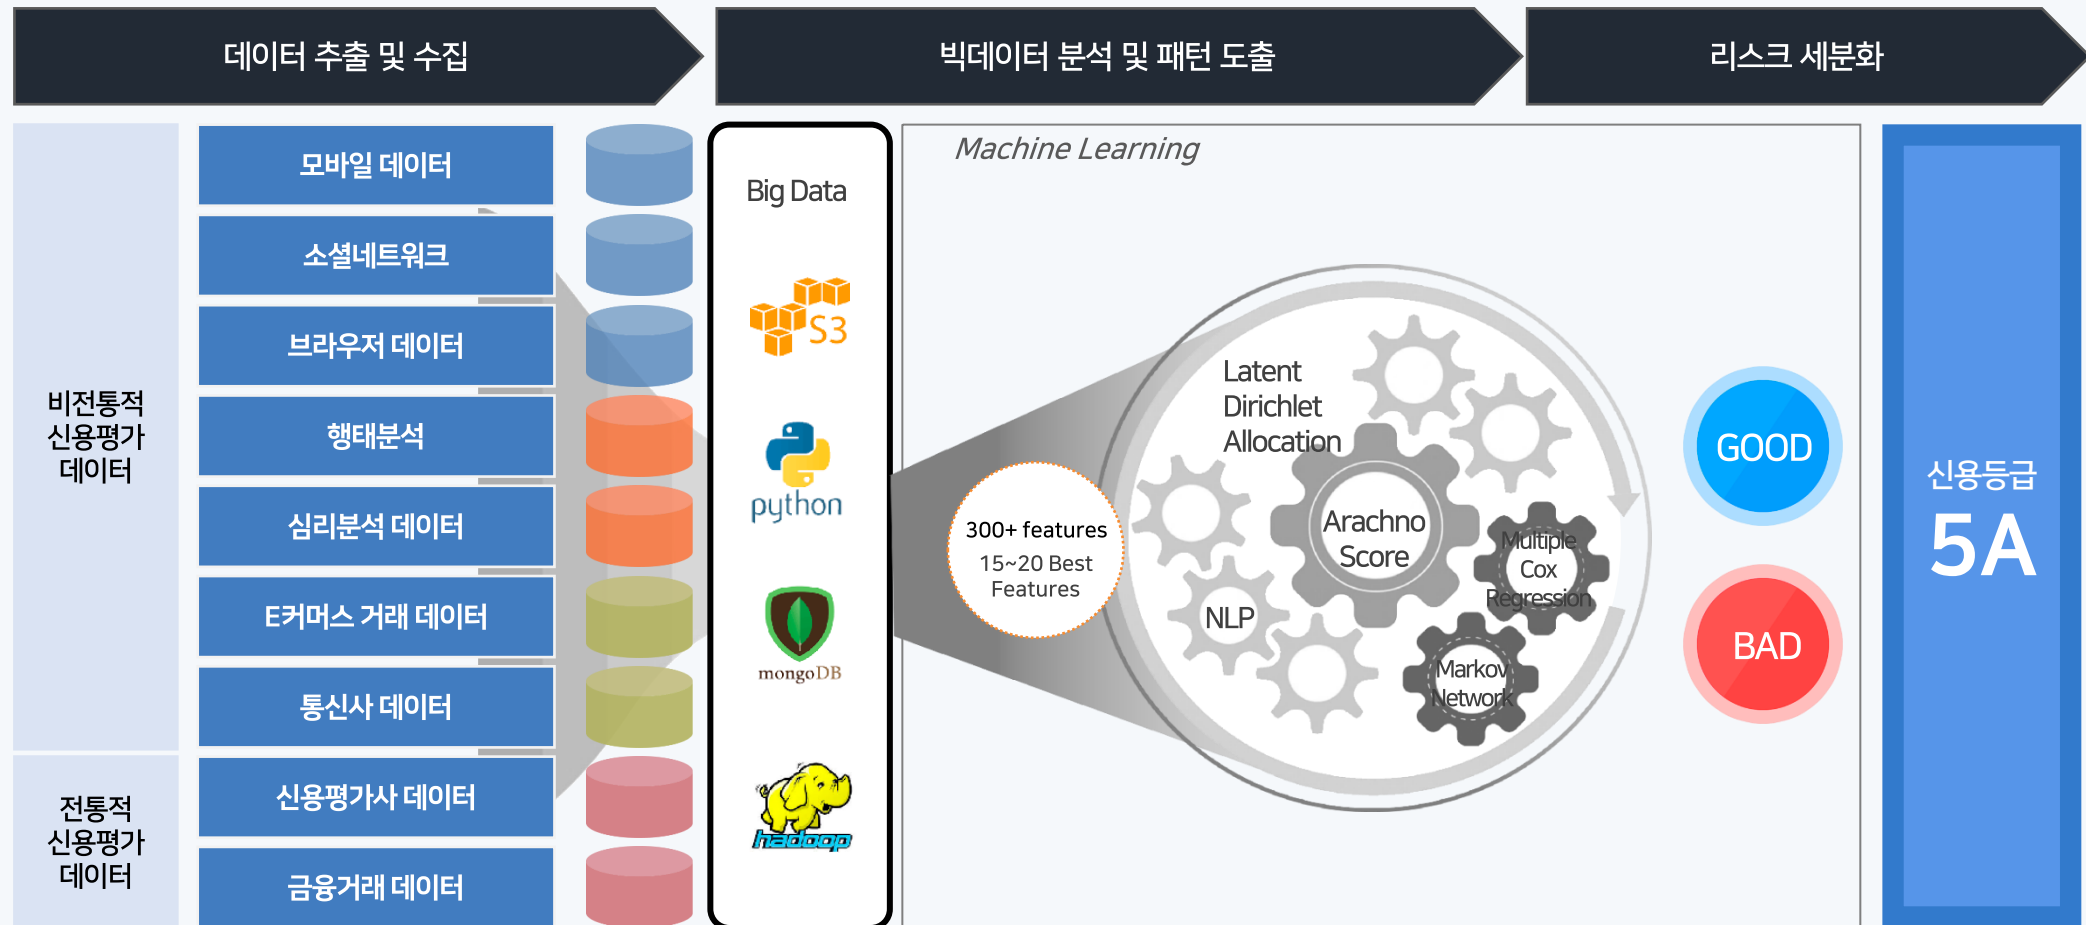 데이터 추출 및 수집
빅데이터 분석 및 패턴 도출
리스크 세분화
비전통적
신용평가
데이터
모바일 데이터
소셜네트워크
브라우저 데이터
행태분석
심리분석 데이터
E커머스 거래 데이터
통신사 데이터
전통적
신용평가
데이터
신용평가사 데이터
금융거래 데이터
Big Data
S3
python
mongoDB
hadoop
Machine Learning
300+ features
15~20 Best
Features
Latent
Dirichlet
Allocation
Arachno
Score
Multiple
Cox
Regression
NLP
Markov
Network
GOOD
BAD
신용등급
5A